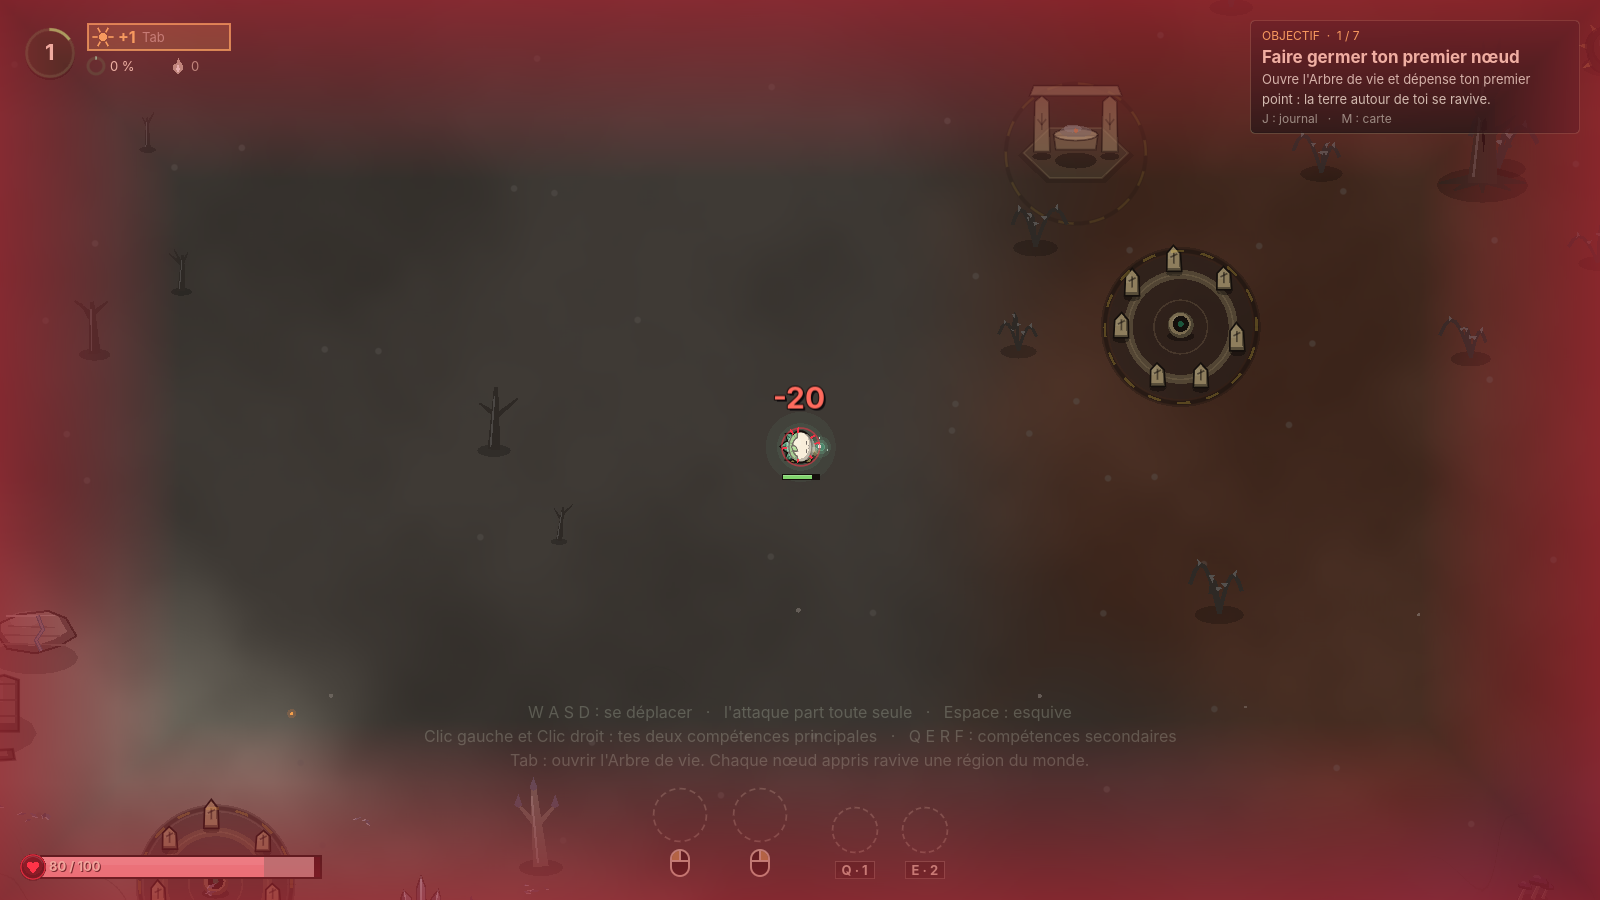 1
+1 Tab
0 %
0
OBJECTIF · 1 / 7
Faire germer ton premier nœud
Ouvre l'Arbre de vie et dépense ton premier
point : la terre autour de toi se ravive.
J : journal · M : carte
-20
W A S D : se déplacer · l'attaque part toute seule · Espace : esquive
Clic gauche et Clic droit : tes deux compétences principales · Q E R F : compétences secondaires
Tab : ouvrir l'Arbre de vie. Chaque nœud appris ravive une région du monde.
80 / 100
Q · 1
E · 2